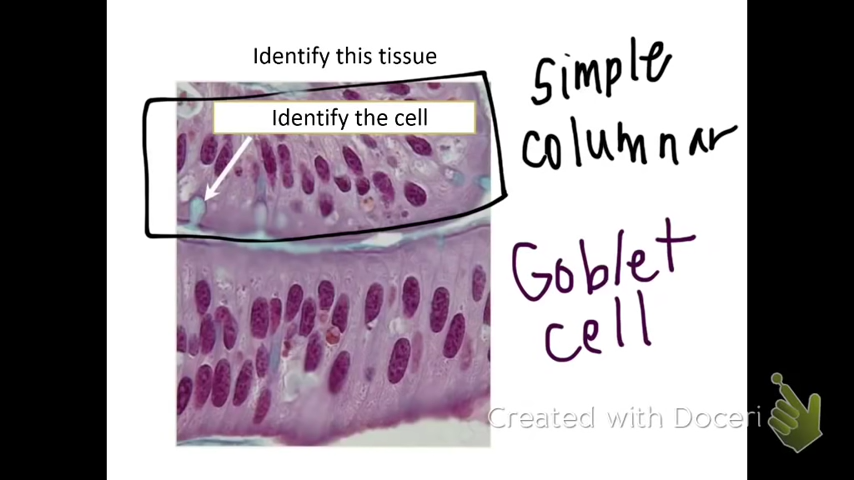 Identify this tissue
Identify the cell
simple
columnar
Goblet
cell
Created with Doceri